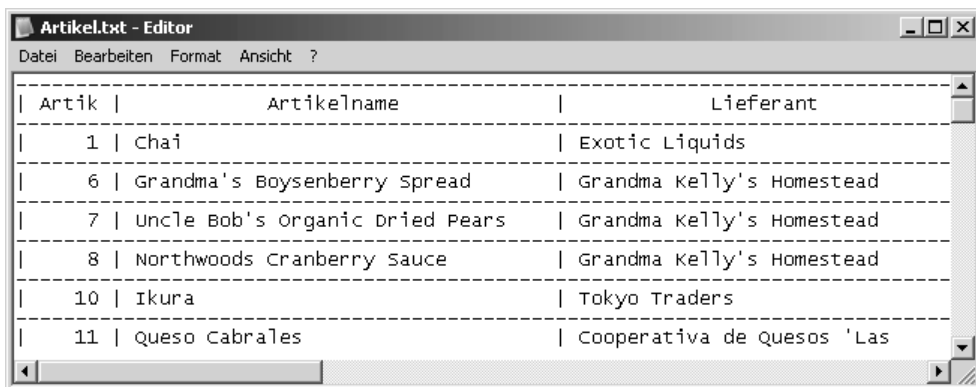 Artikel.txt - Editor
Datei Bearbeiten Format Ansicht ?
--------------------------------------------------------------------------------
| Artik | Artikelname | Lieferant
--------------------------------------------------------------------------------
| 1 | Chai | Exotic Liquids
--------------------------------------------------------------------------------
| 6 | Grandma's Boysenberry Spread | Grandma Kelly's Homestead
--------------------------------------------------------------------------------
| 7 | Uncle Bob's Organic Dried Pears | Grandma Kelly's Homestead
--------------------------------------------------------------------------------
| 8 | Northwoods Cranberry Sauce | Grandma Kelly's Homestead
--------------------------------------------------------------------------------
| 10 | Ikura | Tokyo Traders
--------------------------------------------------------------------------------
| 11 | Queso Cabrales | Cooperativa de Quesos 'Las